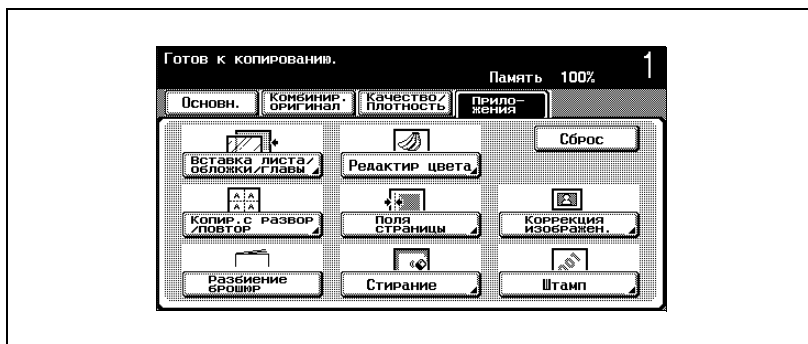 Готов к копированию.
Память 100% 1
Основн.
Комбинир.
оригинал
Качество/
Плотность
Прило-
жения
Сброс
Вставка листа/
обложки/главы
Редактир цвета
Копир.с развор
/повтор
Поля
страницы
Коррекция
изображен.
Разбиение
брошюр
Стирание
Штамп